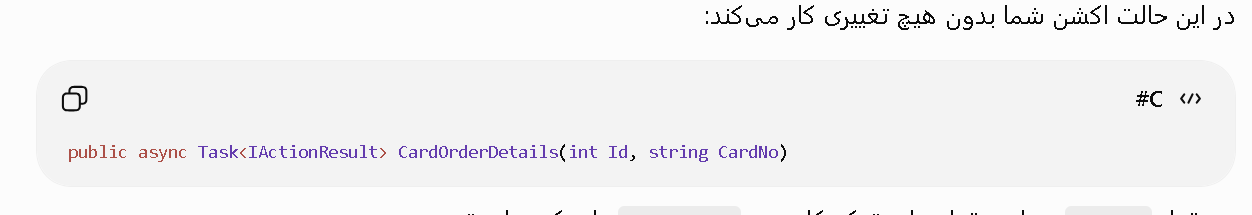 در این حالت اکشن شما بدون هیچ تغییری کار می‌کند:
C#
public async Task<IActionResult> CardOrderDetails(int Id, string CardNo)